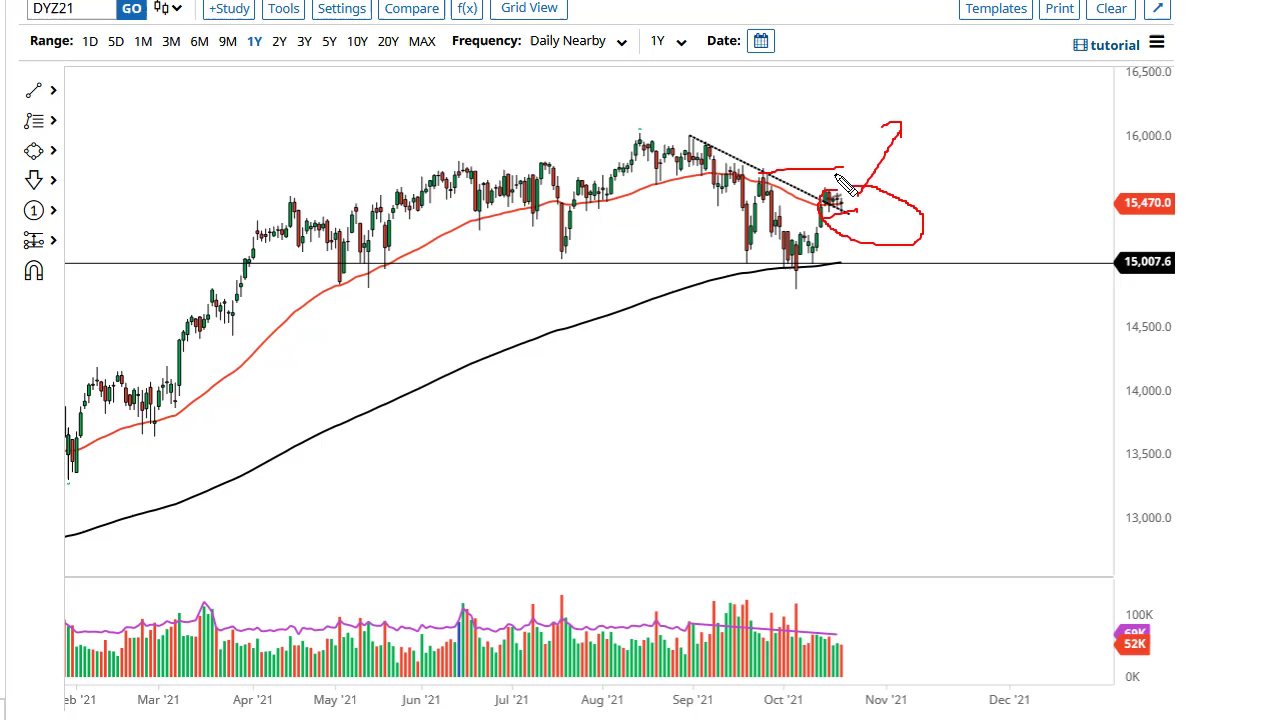 DYZ21 GO +Study Tools Settings Compare f(x) Grid View Templates Print Clear
Range: 1D 5D 1M 3M 6M 9M 1Y 2Y 3Y 5Y 10Y 20Y MAX Frequency: Daily Nearby 1Y Date: tutorial
16,500.0
16,000.0
15,470.0
15,007.6
14,500.0
14,000.0
13,500.0
13,000.0
1
100K
52K
0K
eb '21 Mar '21 Apr '21 May '21 Jun '21 Jul '21 Aug '21 Sep '21 Oct '21 Nov '21 Dec '21